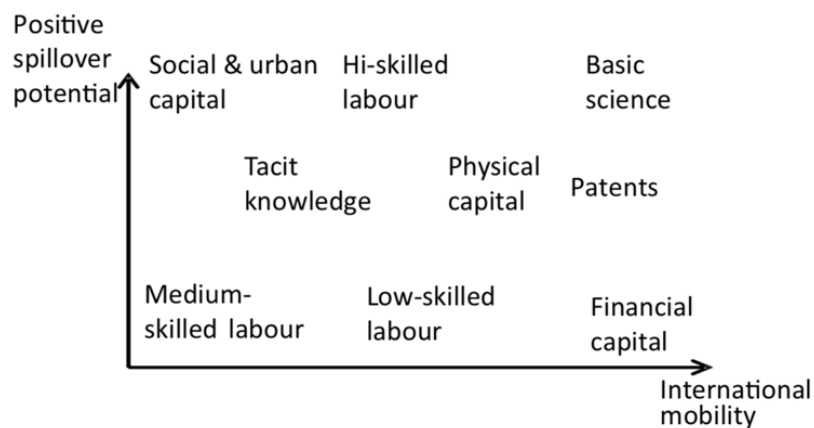 Positive
spillover
potential
Social & urban
capital
Hi-skilled
labour
Basic
science
Tacit
knowledge
Physical
capital
Patents
Medium-
skilled labour
Low-skilled
labour
Financial
capital
International
mobility